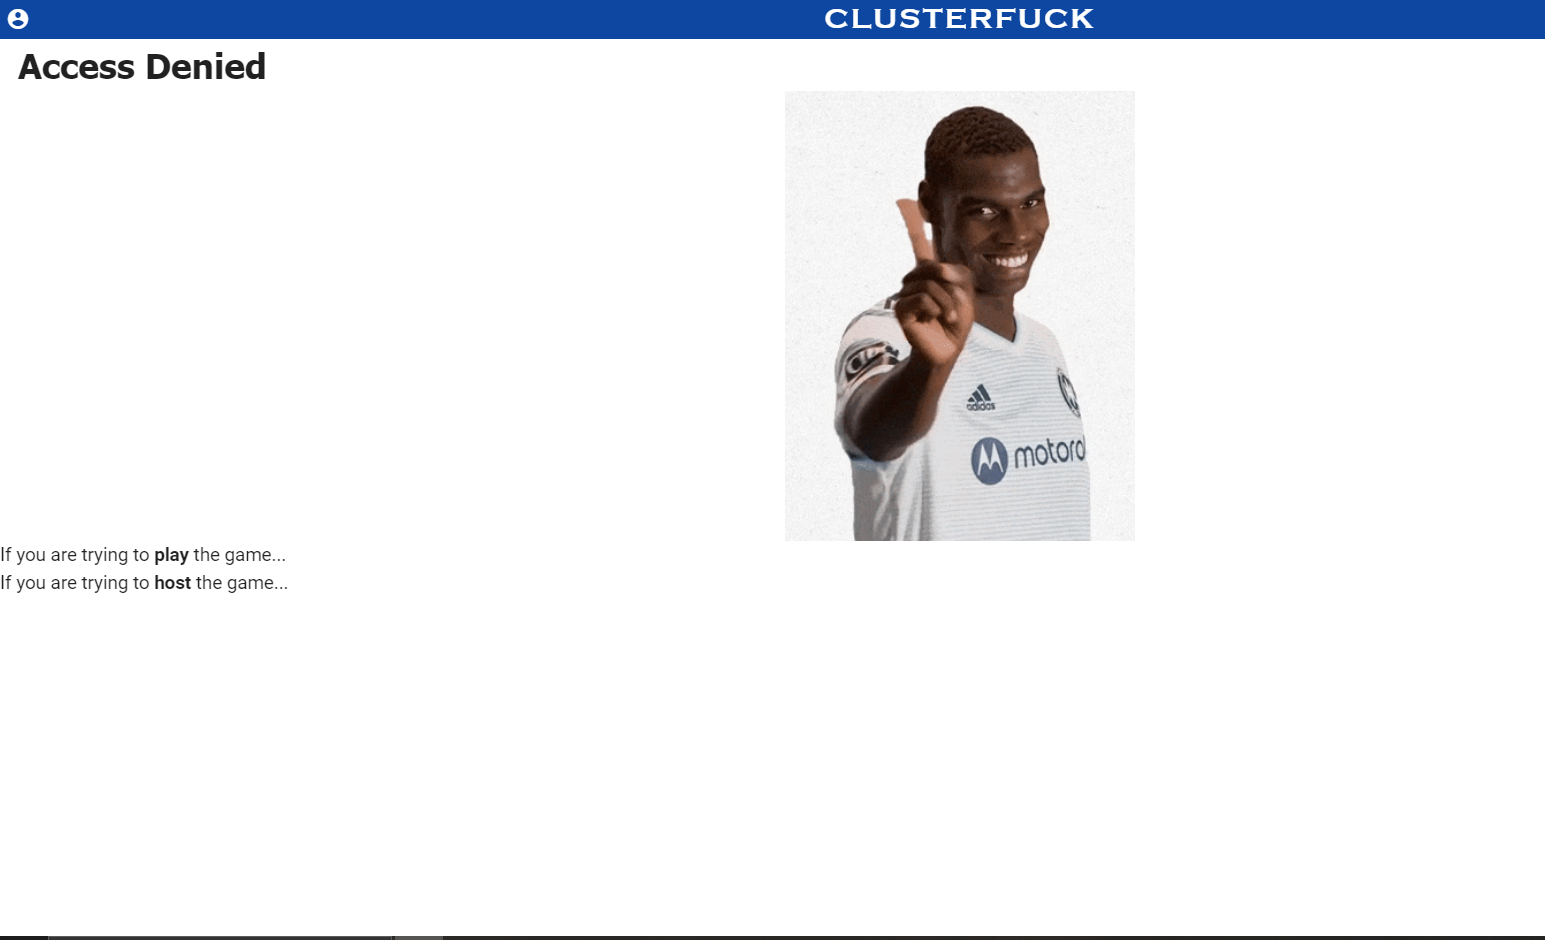 CLUSTERFUCK
Access Denied
adidas
motoro
If you are trying to play the game...
If you are trying to host the game...